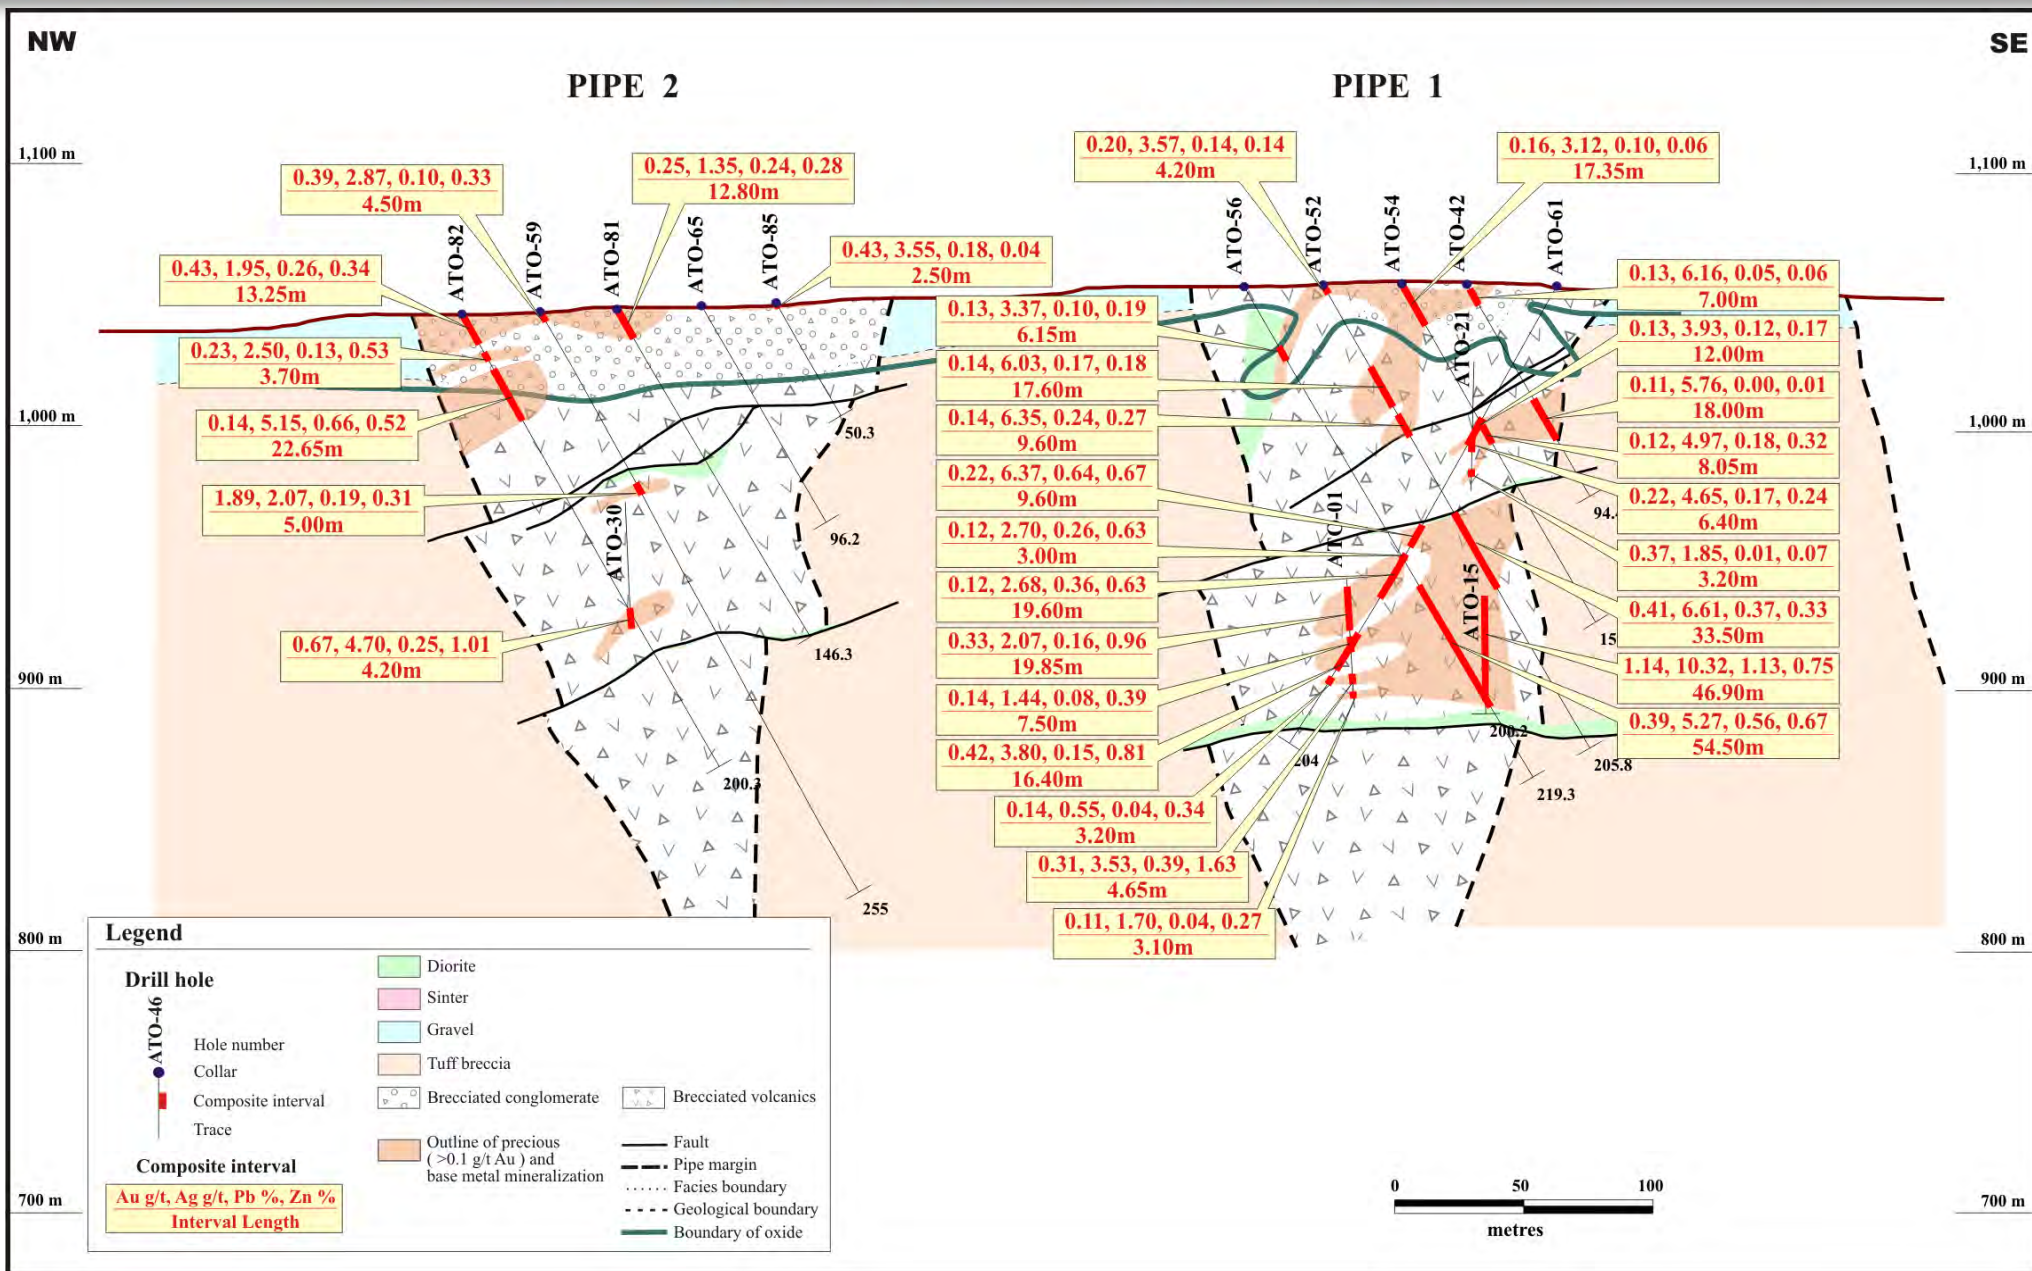 NW
SE
PIPE 2
PIPE 1
1,100 m
1,000 m
900 m
800 m
700 m
1,100 m
1,000 m
900 m
800 m
700 m
ATO-82
ATO-59
ATO-81
ATO-65
ATO-85
ATO-30
0.39, 2.87, 0.10, 0.33
4.50m
0.25, 1.35, 0.24, 0.28
12.80m
0.43, 1.95, 0.26, 0.34
13.25m
0.43, 3.55, 0.18, 0.04
2.50m
0.23, 2.50, 0.13, 0.53
3.70m
0.14, 5.15, 0.66, 0.52
22.65m
1.89, 2.07, 0.19, 0.31
5.00m
0.67, 4.70, 0.25, 1.01
4.20m
50.3
96.2
146.3
200.3
255
ATO-56
ATO-52
ATO-54
ATO-42
ATO-61
ATO-21
ATO-01
ATO-15
0.20, 3.57, 0.14, 0.14
4.20m
0.16, 3.12, 0.10, 0.06
17.35m
0.13, 3.37, 0.10, 0.19
6.15m
0.14, 6.03, 0.17, 0.18
17.60m
0.14, 6.35, 0.24, 0.27
9.60m
0.22, 6.37, 0.64, 0.67
9.60m
0.12, 2.70, 0.26, 0.63
3.00m
0.12, 2.68, 0.36, 0.63
19.60m
0.33, 2.07, 0.16, 0.96
19.85m
0.14, 1.44, 0.08, 0.39
7.50m
0.42, 3.80, 0.15, 0.81
16.40m
0.14, 0.55, 0.04, 0.34
3.20m
0.31, 3.53, 0.39, 1.63
4.65m
0.11, 1.70, 0.04, 0.27
3.10m
0.13, 6.16, 0.05, 0.06
7.00m
0.13, 3.93, 0.12, 0.17
12.00m
0.11, 5.76, 0.00, 0.01
18.00m
0.12, 4.97, 0.18, 0.32
8.05m
0.22, 4.65, 0.17, 0.24
6.40m
0.37, 1.85, 0.01, 0.07
3.20m
0.41, 6.61, 0.37, 0.33
33.50m
1.14, 10.32, 1.13, 0.75
46.90m
0.39, 5.27, 0.56, 0.67
54.50m
204
200.2
219.3
205.8
Legend
Drill hole
ATO-46
Hole number
Collar
Composite interval
Trace
Composite interval
Au g/t, Ag g/t, Pb %, Zn %
Interval Length
Diorite
Sinter
Gravel
Tuff breccia
Brecciated conglomerate
Outline of precious
( >0.1 g/t Au ) and
base metal mineralization
Brecciated volcanics
Fault
Pipe margin
Facies boundary
Geological boundary
Boundary of oxide
0 50 100
metres